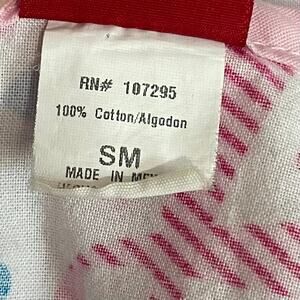 RN# 107295
100% Cotton/Algodon
SM
MADE IN